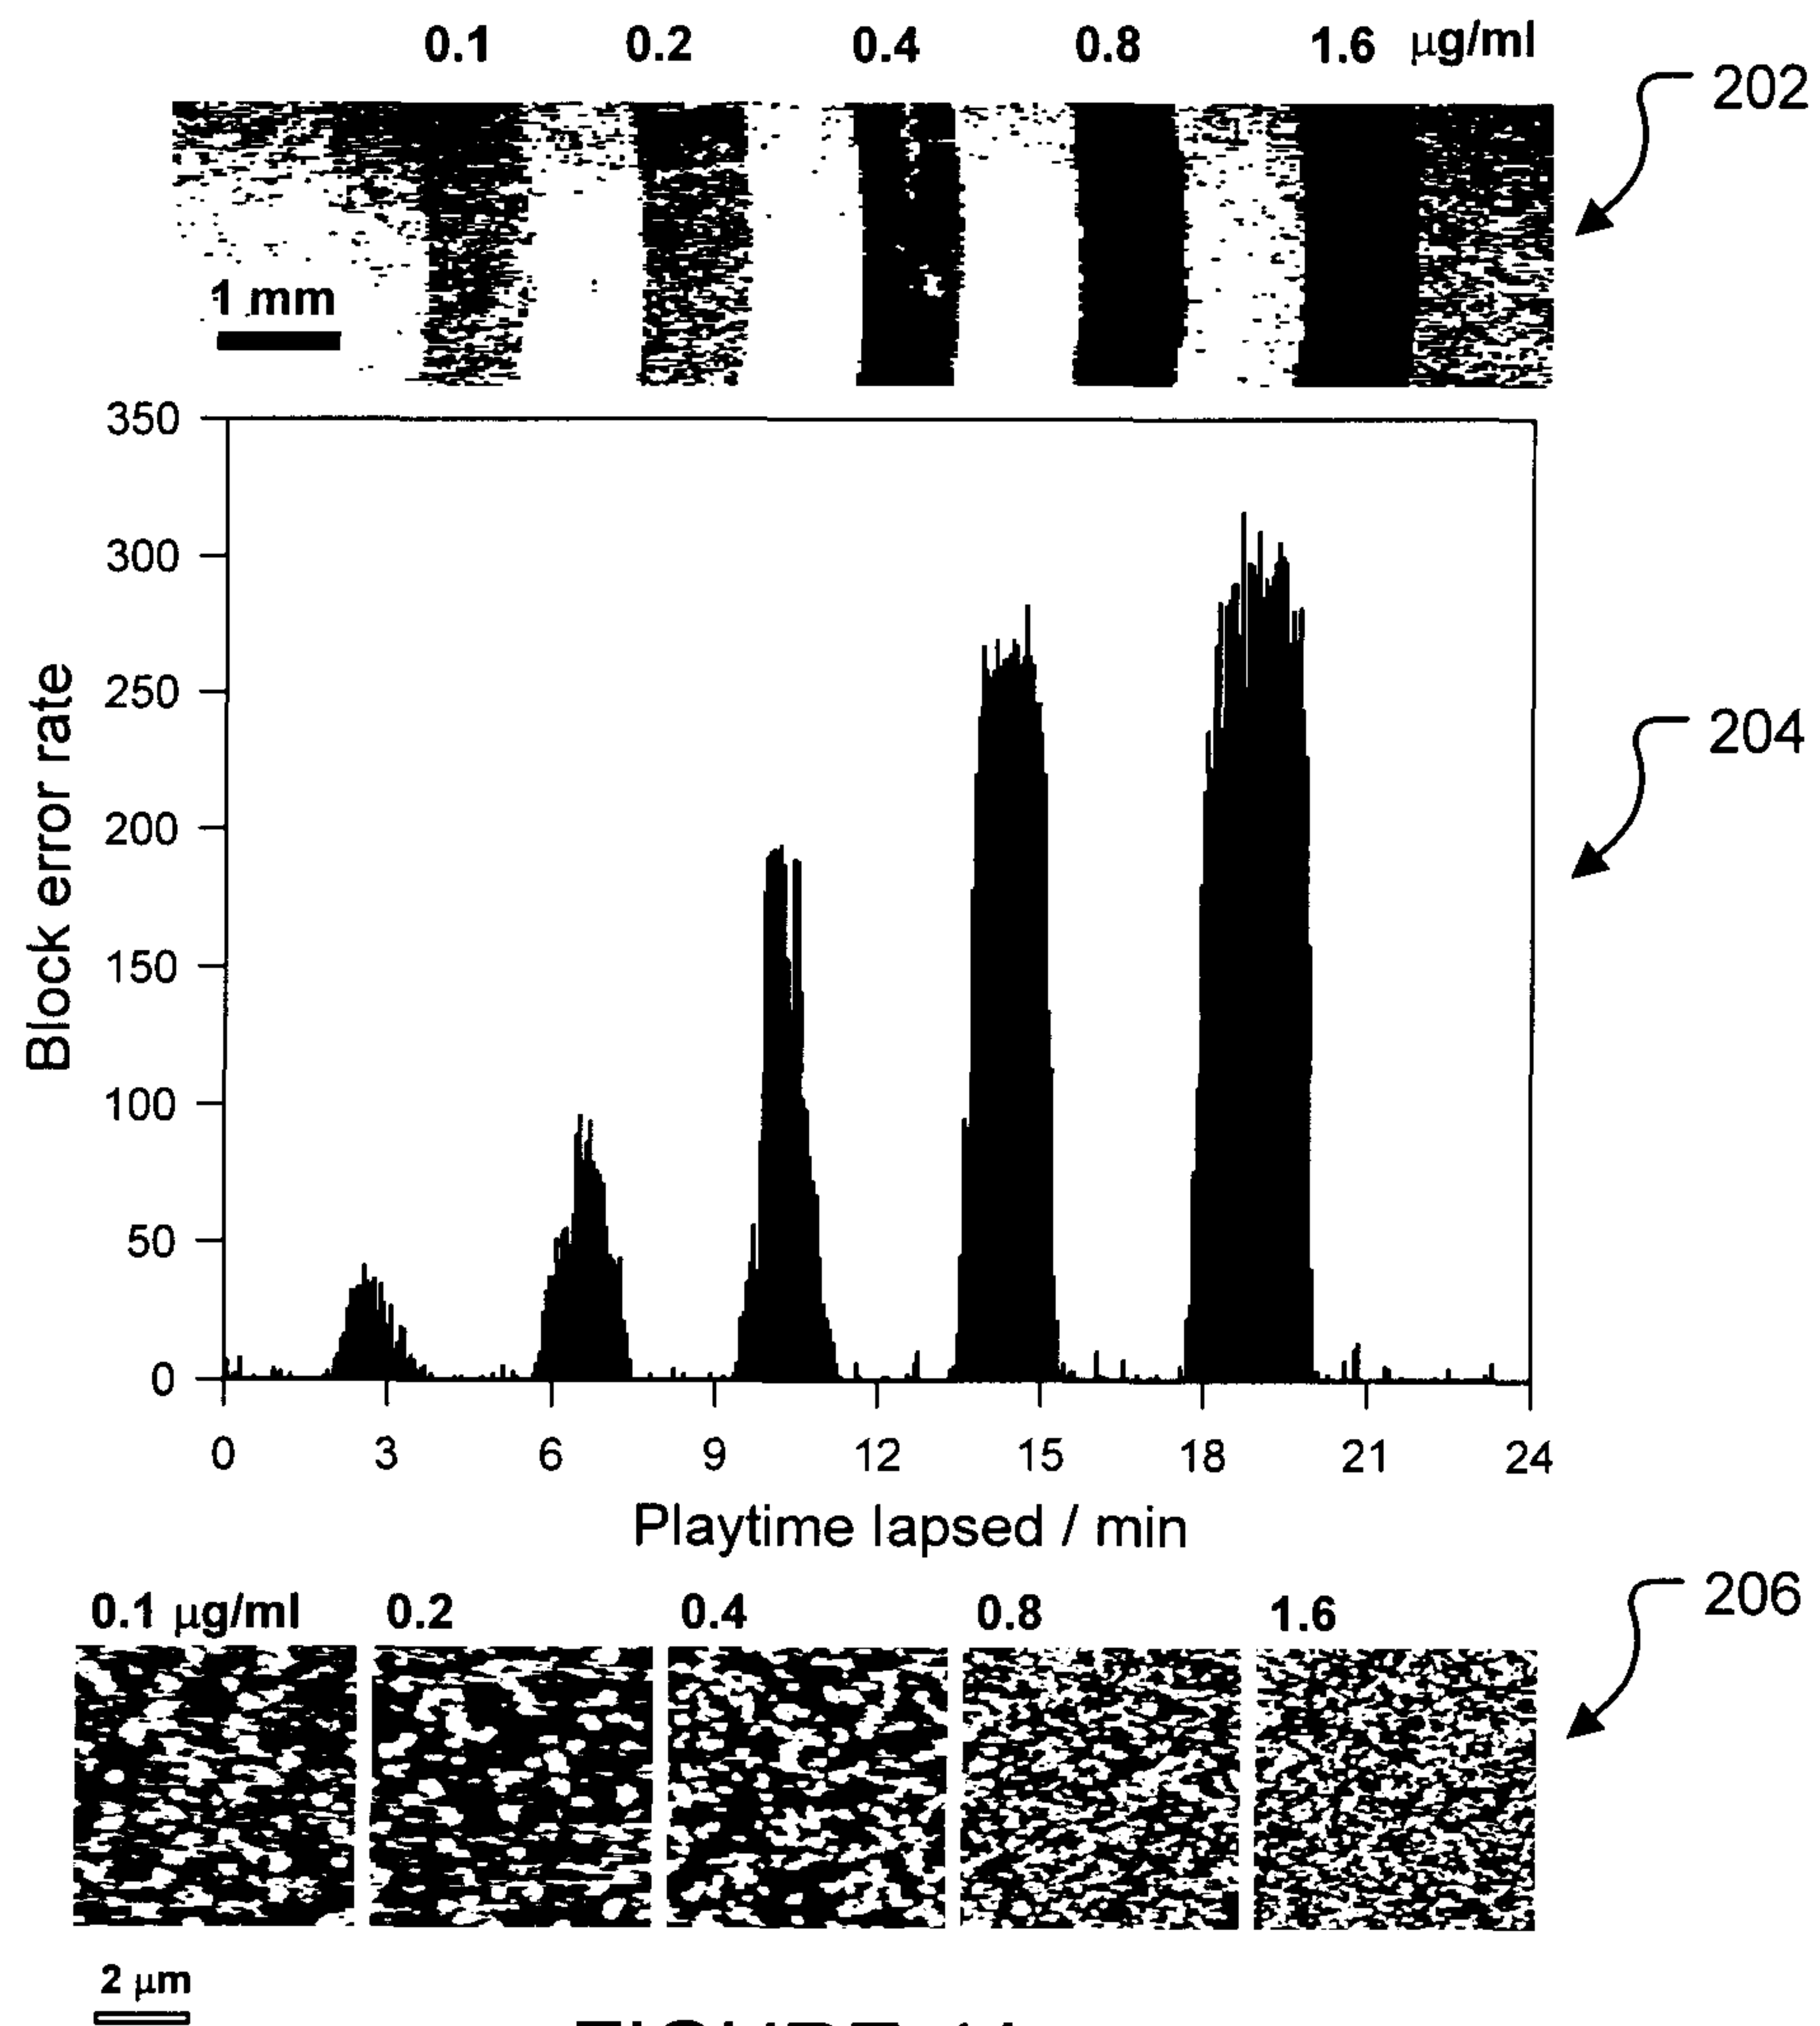 0.1 0.2 0.4 0.8 1.6 μg/ml
202
1 mm
350
300
250
200
150
100
50
0
Block error rate
204
0 3 6 9 12 15 18 21 24
Playtime lapsed / min
206
0.1 μg/ml 0.2 0.4 0.8 1.6
2 μm